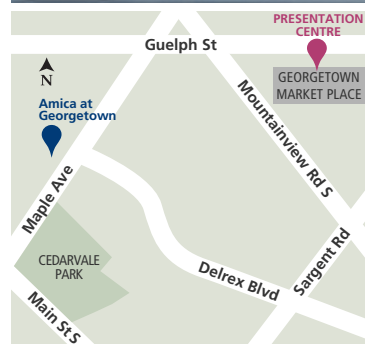 PRESENTATION
CENTRE
Guelph St
GEORGETOWN
MARKET PLACE
N
Amica at
Georgetown
Mountainview Rd S
Maple Ave
CEDARVALE
PARK
Delrex Blvd
Sargent Rd
Main St S